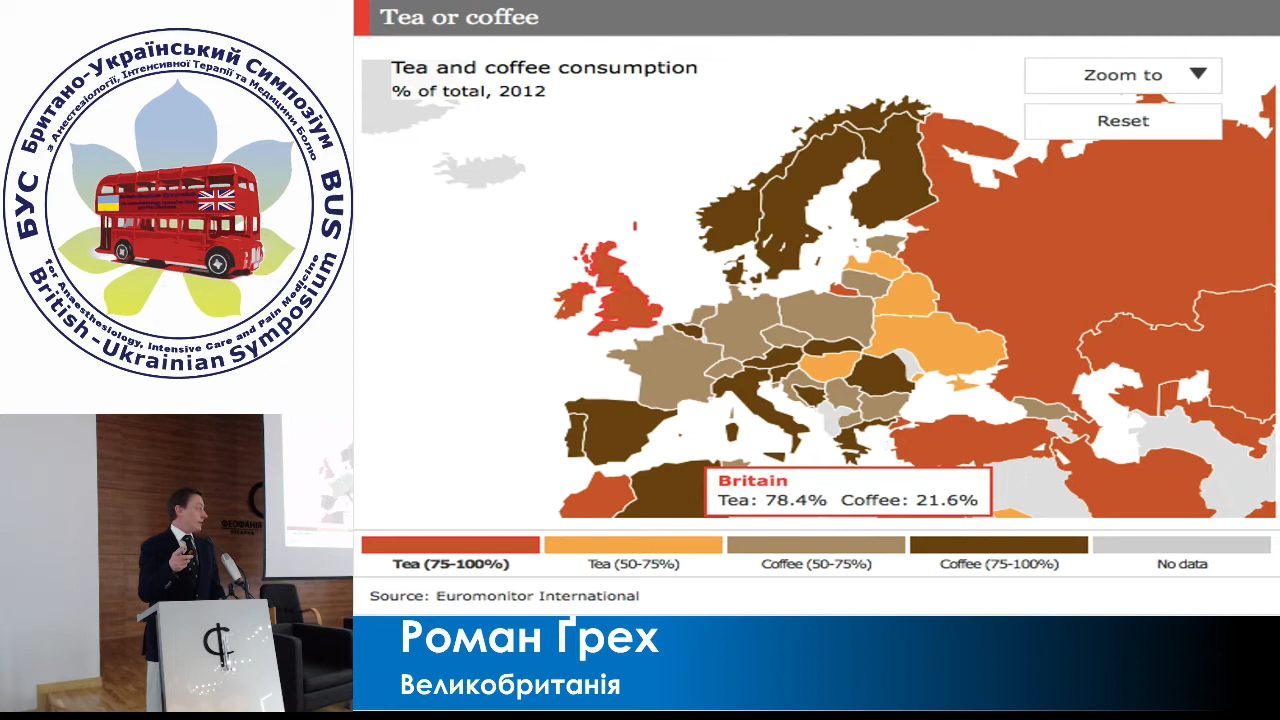 БУС Британо-Український Симпозіум
з Анестезіології, Інтенсивної Терапії та Медицини Болю
BUS
British-Ukrainian Symposium
for Anaesthesiology, Intensive Care and Pain Medicine
Tea or coffee
Tea and coffee consumption
% of total, 2012
Zoom to
Reset
Britain
Tea: 78.4% Coffee: 21.6%
Tea (75-100%)
Tea (50-75%)
Coffee (50-75%)
Coffee (75-100%)
No data
Source: Euromonitor International
ФЕОФАНІЯ
Роман Ґрех
Великобританія